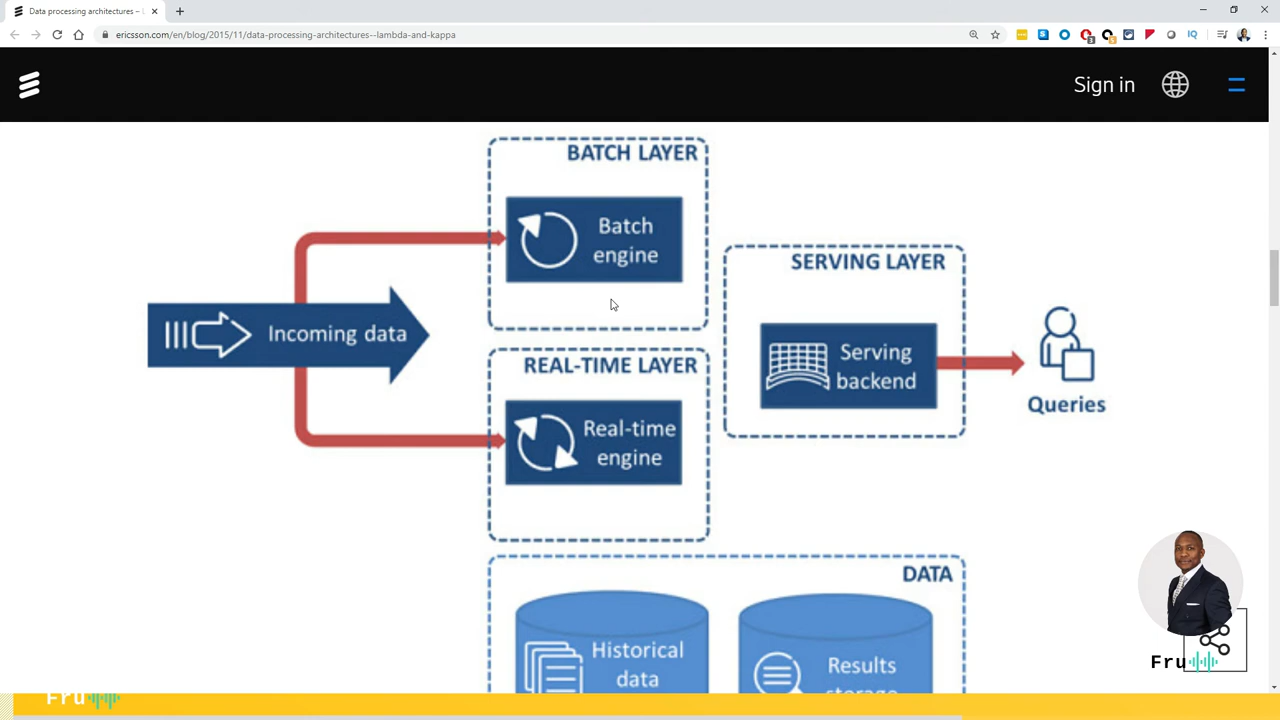 Data processing architectures – L
ericsson.com/en/blog/2015/11/data-processing-architectures--lambda-and-kappa
Sign in
BATCH LAYER
Batch
engine
SERVING LAYER
Incoming data
Serving
backend
Queries
REAL-TIME LAYER
Real-time
engine
DATA
Historical
data
Results
storage
Fru
Fru